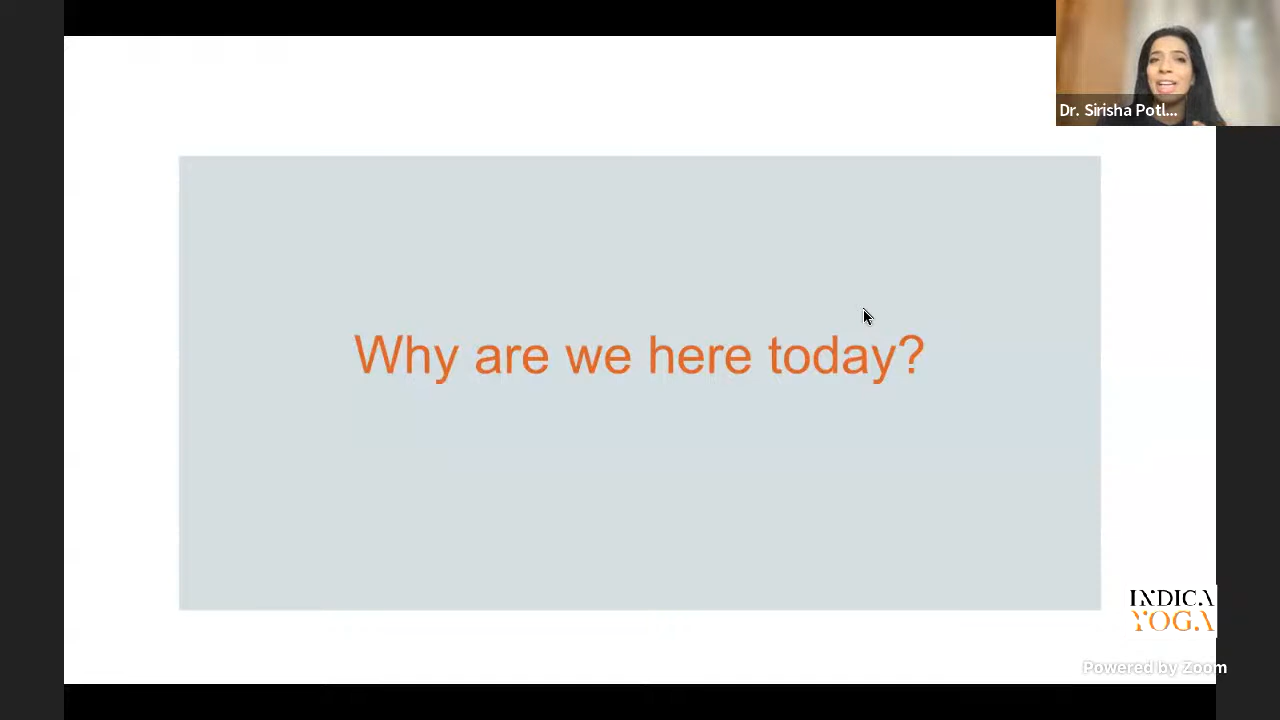 Dr. Sirisha Potl...
Why are we here today?
INDICA
YOGA
Powered by Zoom